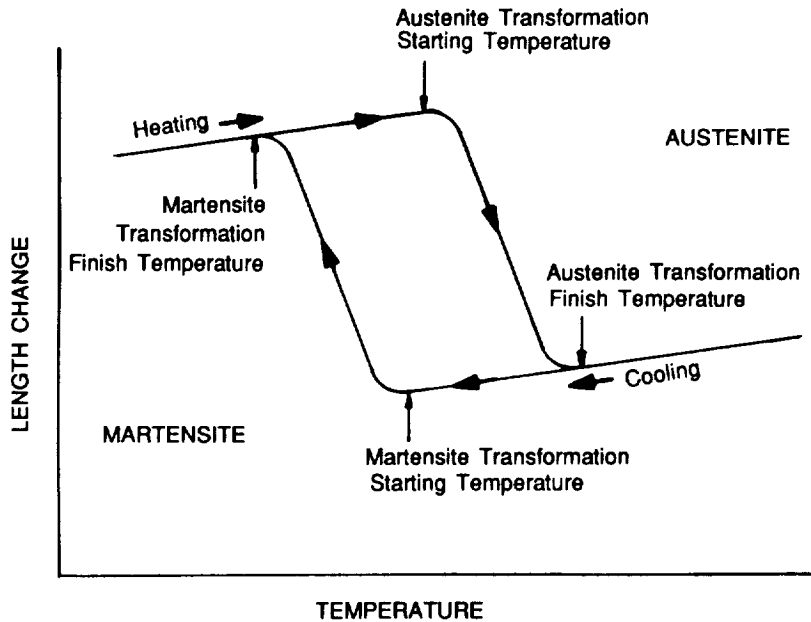 Austenite Transformation
Starting Temperature
Heating
AUSTENITE
Martensite
Transformation
Finish Temperature
Austenite Transformation
Finish Temperature
LENGTH CHANGE
Cooling
MARTENSITE
Martensite Transformation
Starting Temperature
TEMPERATURE